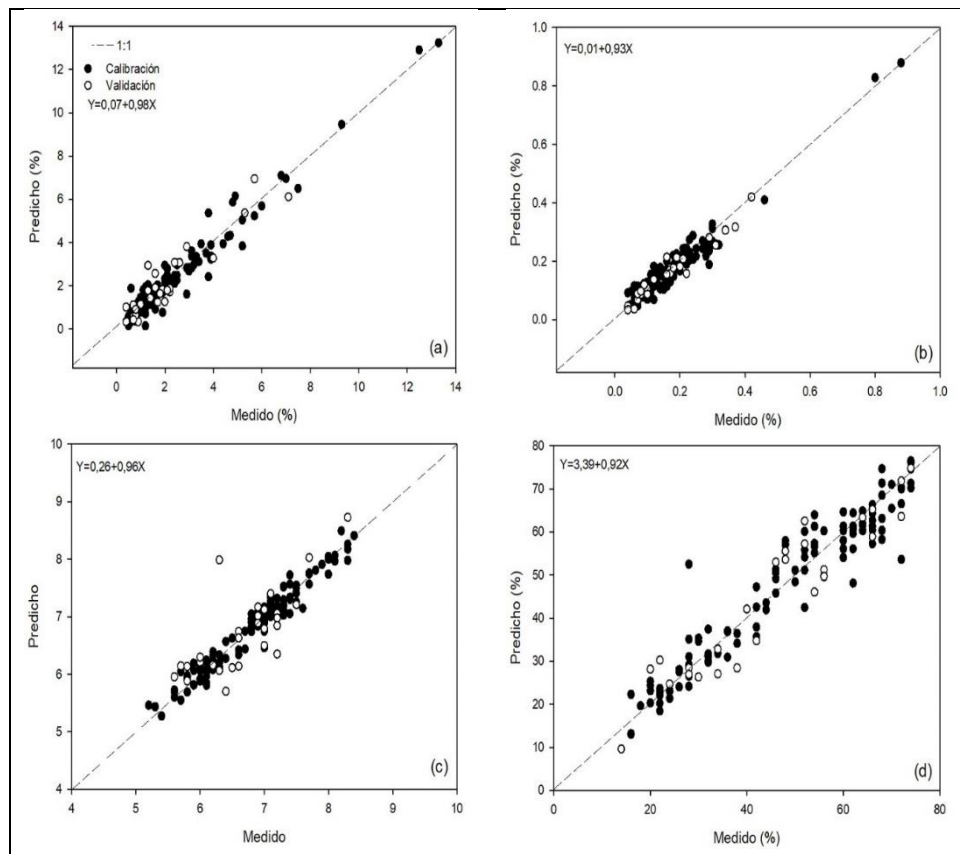 14
12
10
8
6
4
2
0
Predicho (%)
1:1
Calibración
Validación
Y=0,07+0,98X
(a)
0 2 4 6 8 10 12 14
Medido (%)
1.0
0.8
0.6
0.4
0.2
0.0
Predicho (%)
Y=0,01+0,93X
(b)
0.0 0.2 0.4 0.6 0.8 1.0
Medido (%)
10
9
8
7
6
5
4
Predicho
Y=0,26+0,96X
(c)
4 5 6 7 8 9 10
Medido
80
70
60
50
40
30
20
10
0
Predicho (%)
Y=3,39+0,92X
(d)
0 20 40 60 80
Medido (%)